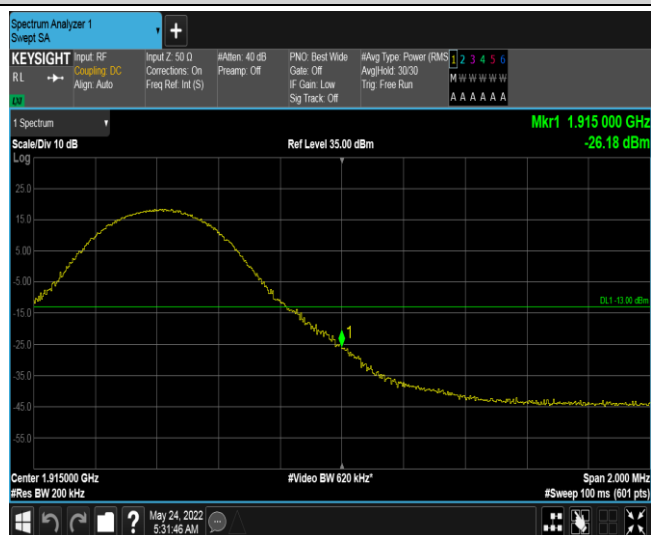 Spectrum Analyzer 1
Swept SA
KEYSIGHT
RL
Input: RF
Coupling: DC
Align: Auto
Input Z: 50 Ω
Corrections: On
Freq Ref: Int (S)
#Atten: 40 dB
Preamp: Off
PNO: Best Wide
Gate: Off
IF Gain: Low
Sig Track: Off
#Avg Type: Power (RMS
Avg|Hold: 30/30
Trig: Free Run
1 2 3 4 5 6
M W W W W W
A A A A A A
1 Spectrum
Mkr1 1.915 000 GHz
Scale/Div 10 dB
Ref Level 35.00 dBm
-26.18 dBm
Log
25.0
15.0
5.00
-5.00
DL1 -13.00 dBm
-15.0
1
-25.0
-35.0
-45.0
-55.0
Center 1.915000 GHz
#Video BW 620 kHz*
Span 2.000 MHz
#Res BW 200 kHz
#Sweep 100 ms (601 pts)
?
May 24, 2022
5:31:46 AM